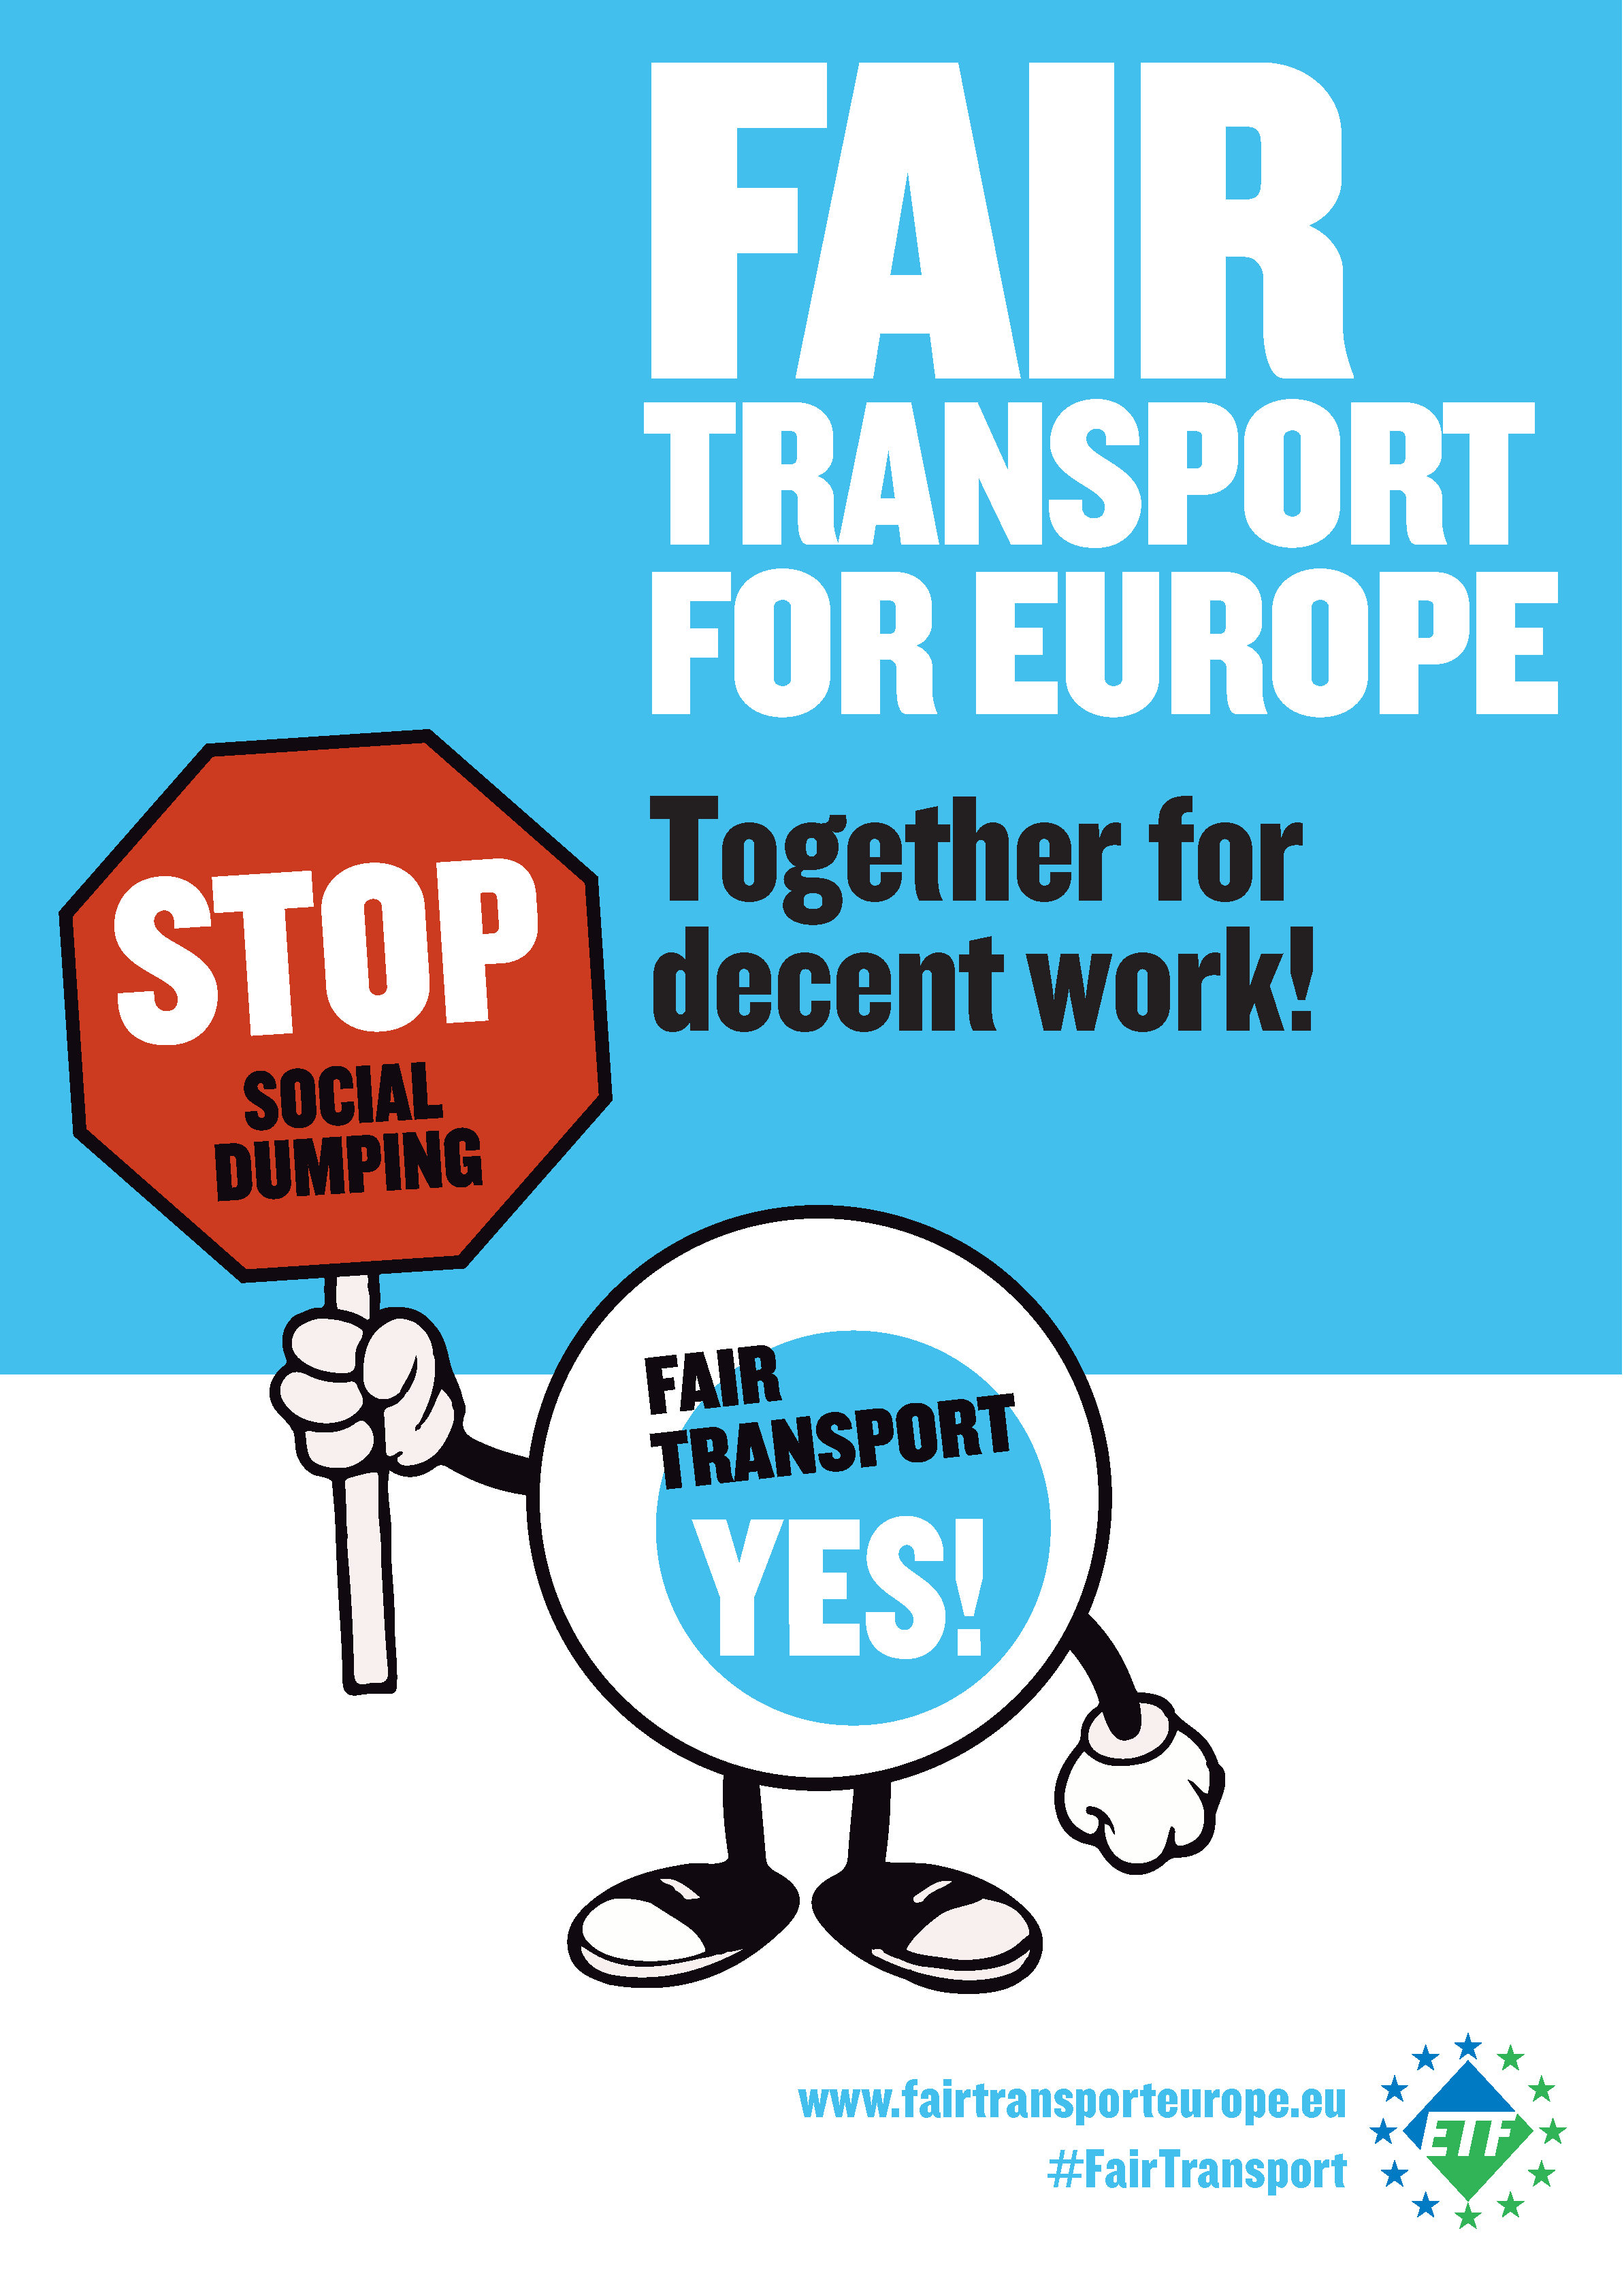 FAIR
TRANSPORT
FOR EUROPE
Together for
decent work!
STOP
SOCIAL
DUMPING
FAIR
TRANSPORT
YES!
www.fairtransporteurope.eu
#FairTransport
ETF